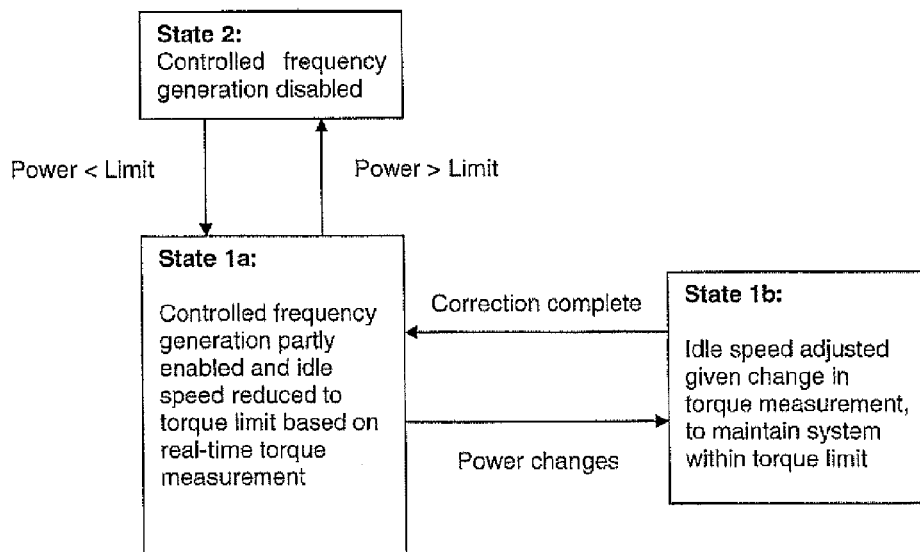 State 2:
Controlled frequency
generation disabled
Power < Limit
Power > Limit
State 1a:
Controlled frequency
generation partly
enabled and idle
speed reduced to
torque limit based on
real-time torque
measurement
Correction complete
Power changes
State 1b:
Idle speed adjusted
given change in
torque measurement,
to maintain system
within torque limit